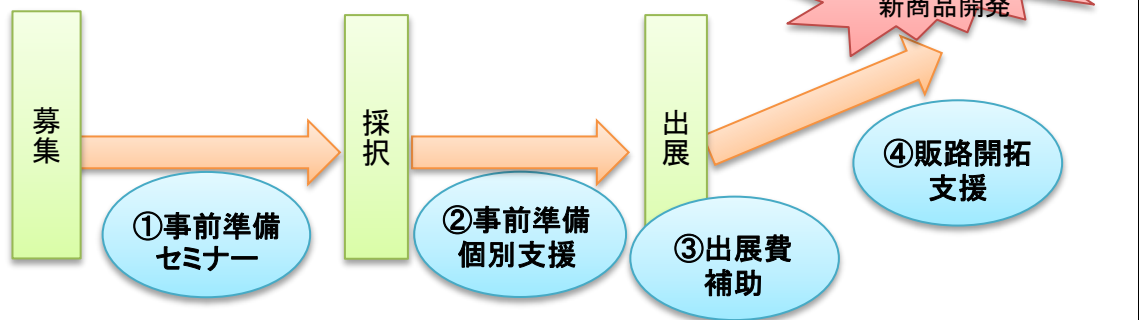 新商品開発
募集
採択
出展
①事前準備
セミナー
②事前準備
個別支援
③出展費
補助
④販路開拓
支援